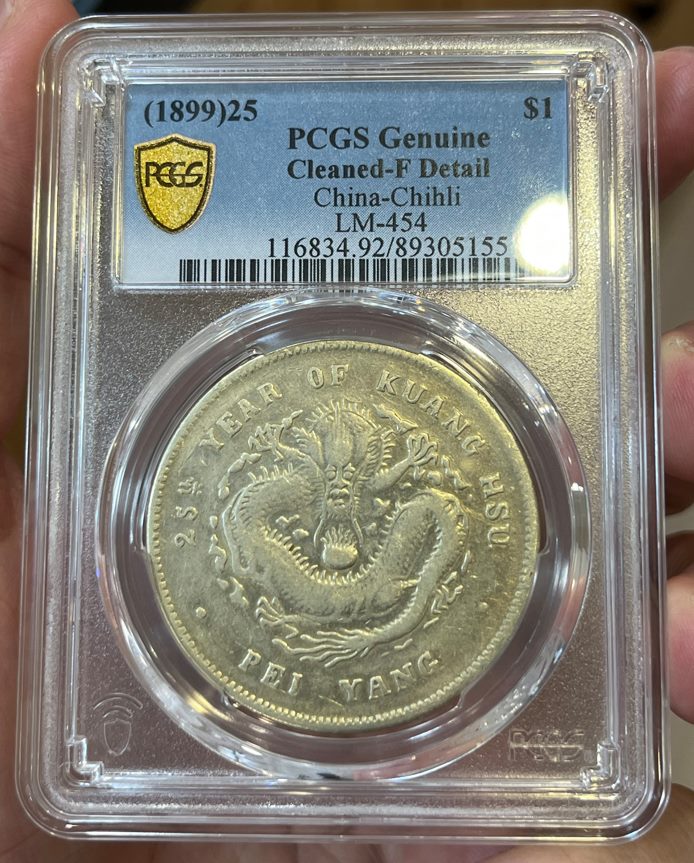 (1899)25 $1
PCGS Genuine
Cleaned-F Detail
China-Chihli
LM-454
116834.92/89305155
PCGS
25TH YEAR OF KUANG HSU
PEI YANG
PCGS